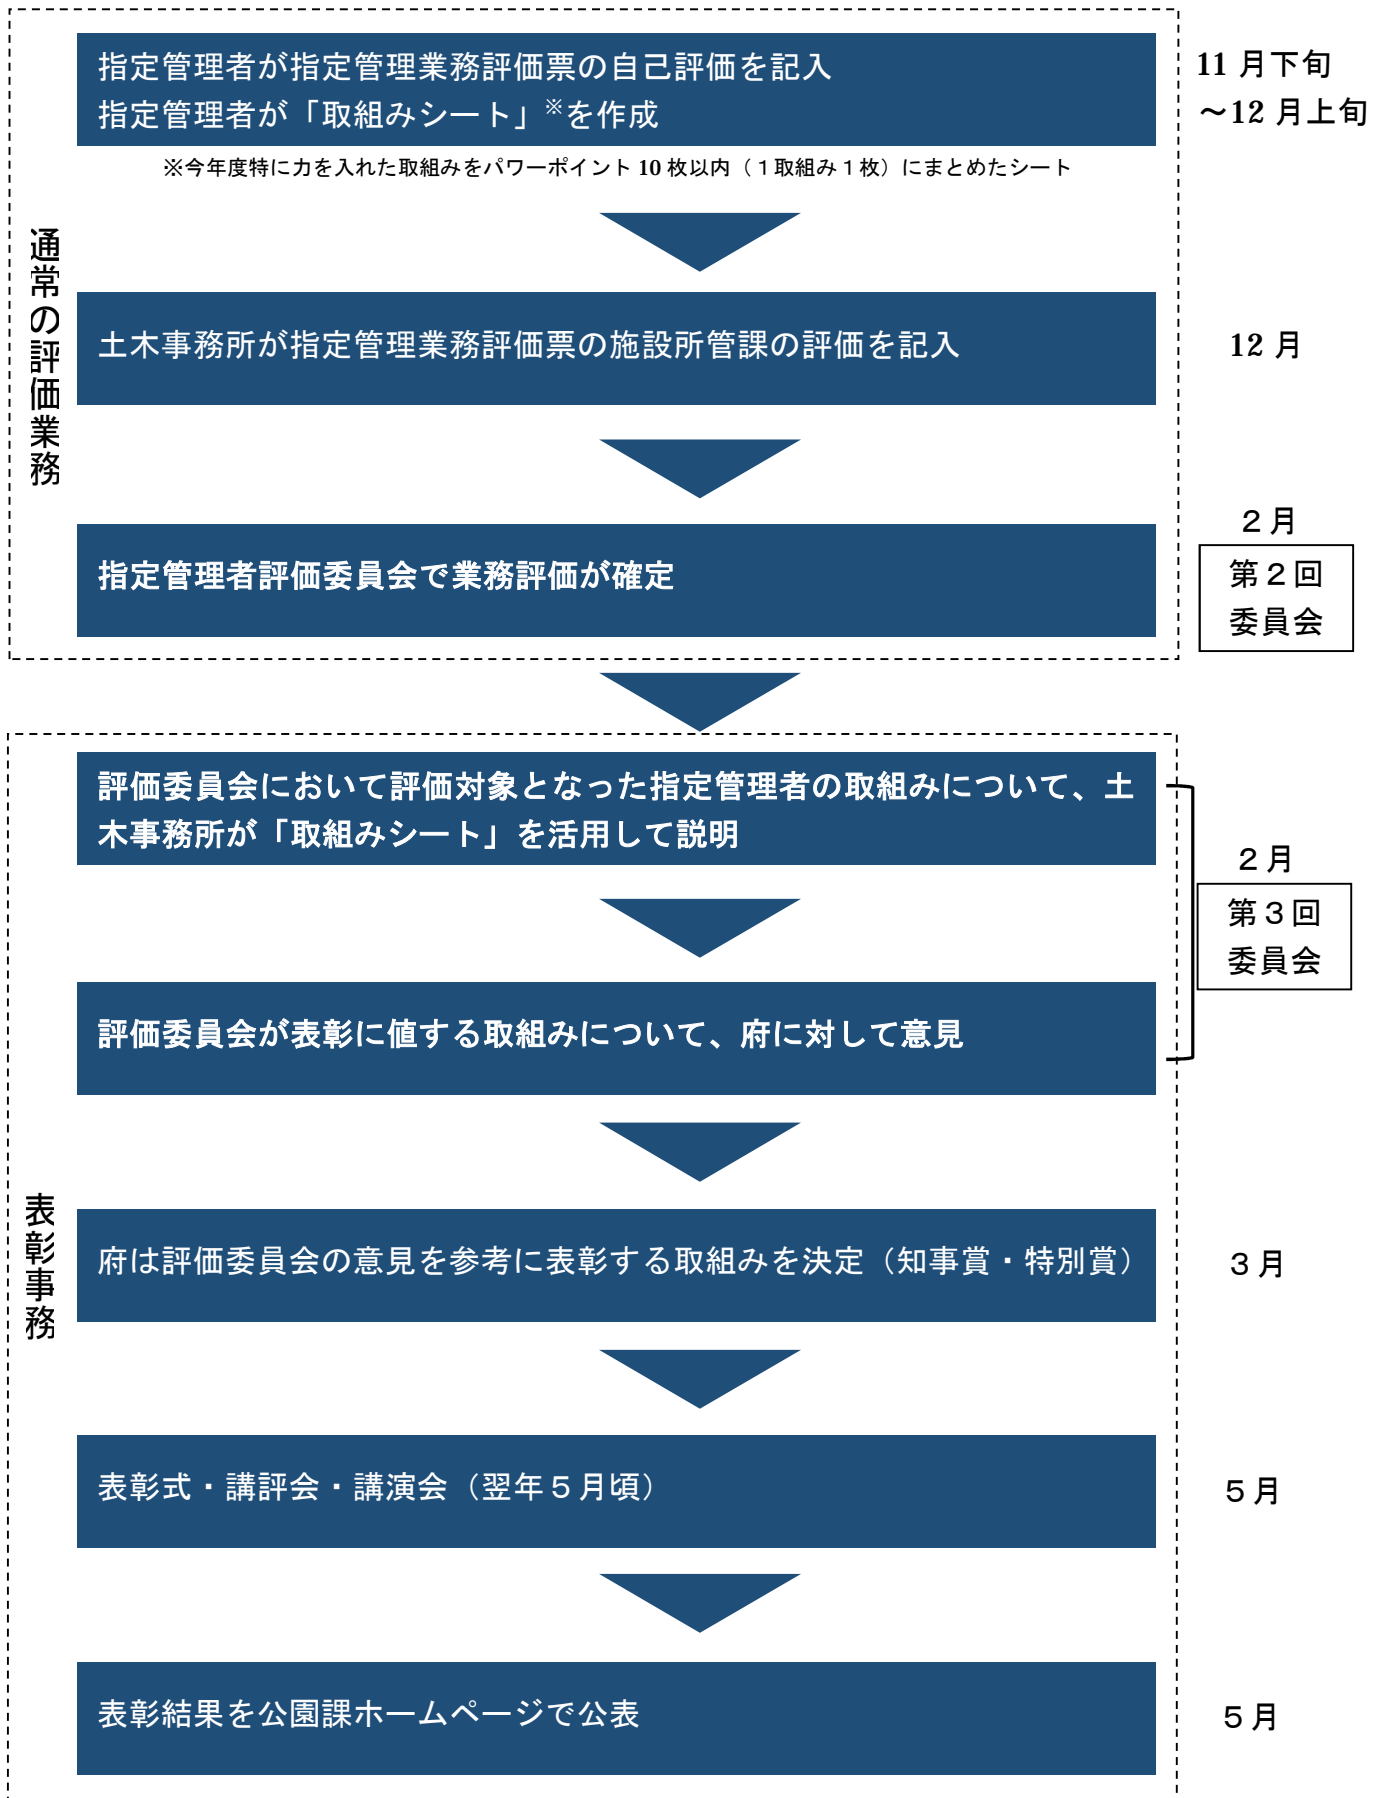 指定管理者が指定管理業務評価票の自己評価を記入
指定管理者が「取組みシート」※を作成
11 月下旬
～12 月上旬
※今年度特に力を入れた取組みをパワーポイント 10 枚以内（１取組み１枚）にまとめたシート
通常の評価業務
土木事務所が指定管理業務評価票の施設所管課の評価を記入
12 月
指定管理者評価委員会で業務評価が確定
２月
第２回
委員会
評価委員会において評価対象となった指定管理者の取組みについて、土
木事務所が「取組みシート」を活用して説明
２月
第３回
委員会
評価委員会が表彰に値する取組みについて、府に対して意見
表彰事務
府は評価委員会の意見を参考に表彰する取組みを決定（知事賞・特別賞）
３月
表彰式・講評会・講演会（翌年５月頃）
５月
表彰結果を公園課ホームページで公表
５月